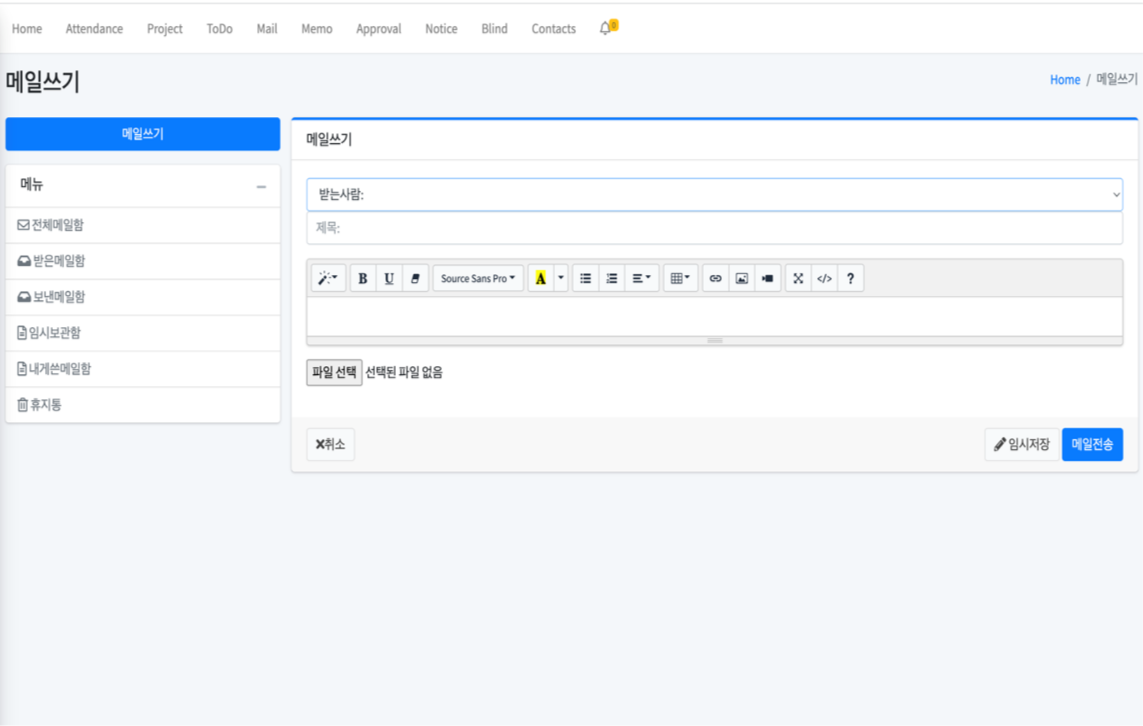 Home Attendance Project ToDo Mail Memo Approval Notice Blind Contacts 0
메일쓰기
Home / 메일쓰기
메일쓰기
메뉴
전체메일함
받은메일함
보낸메일함
임시보관함
내게쓴메일함
휴지통
메일쓰기
받는사람:
제목:
B U Source Sans Pro A </> ?
파일 선택 선택된 파일 없음
취소 임시저장 메일전송